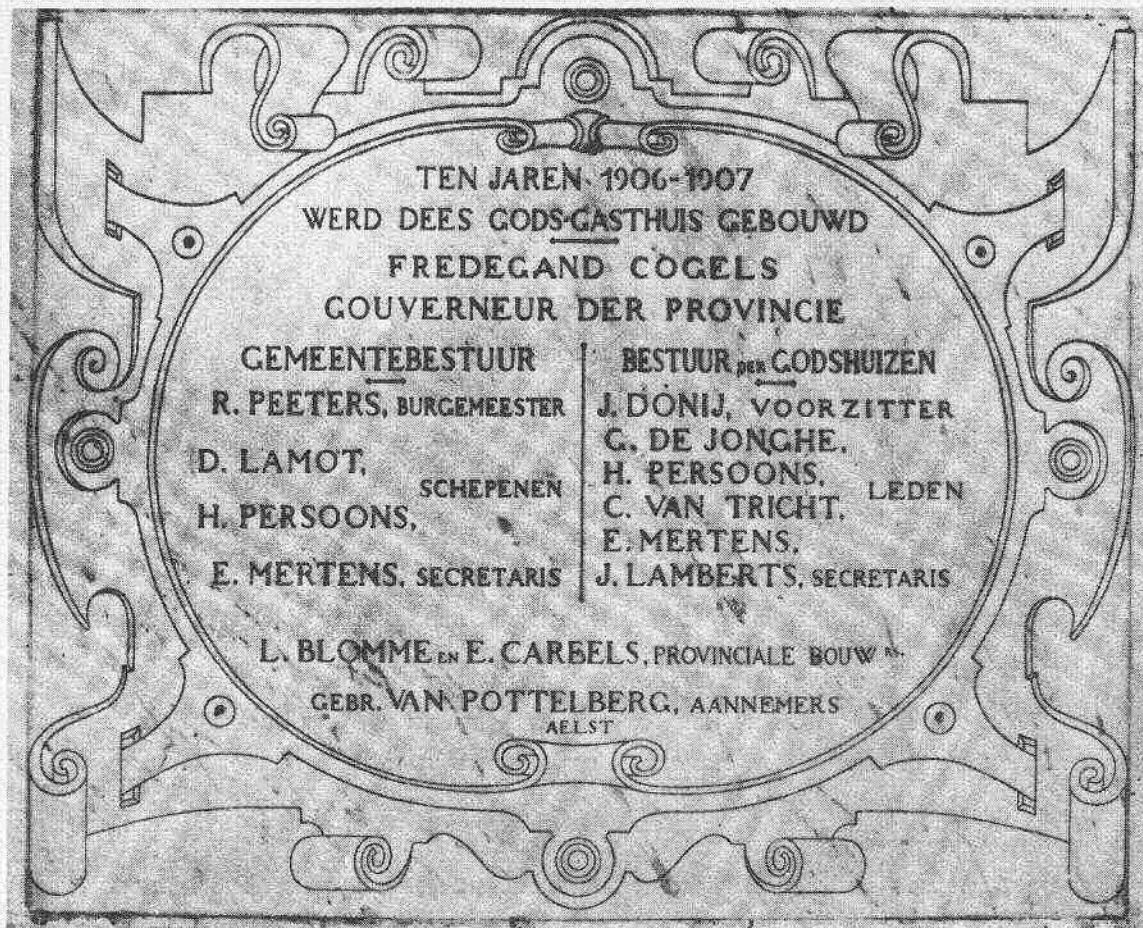 TEN JAREN 1906-1907
WERD DEES GODS-GASTHUIS GEBOUWD
FREDEGAND COGELS
GOUVERNEUR DER PROVINCIE
GEMEENTEBESTUUR
R. PEETERS, BURGEMEESTER
D. LAMOT,
SCHEPENEN
H. PERSOONS,
E. MERTENS, SECRETARIS
BESTUUR DER GODSHUIZEN
J. DONIJ, VOORZITTER
G. DE JONGHE,
H. PERSOONS,
LEDEN
C. VAN TRICHT,
E. MERTENS,
J. LAMBERTS, SECRETARIS
L. BLOMME EN E. CARBELS, PROVINCIALE BOUW
GEBR. VAN POTTELBERG, AANNEMERS
AELST